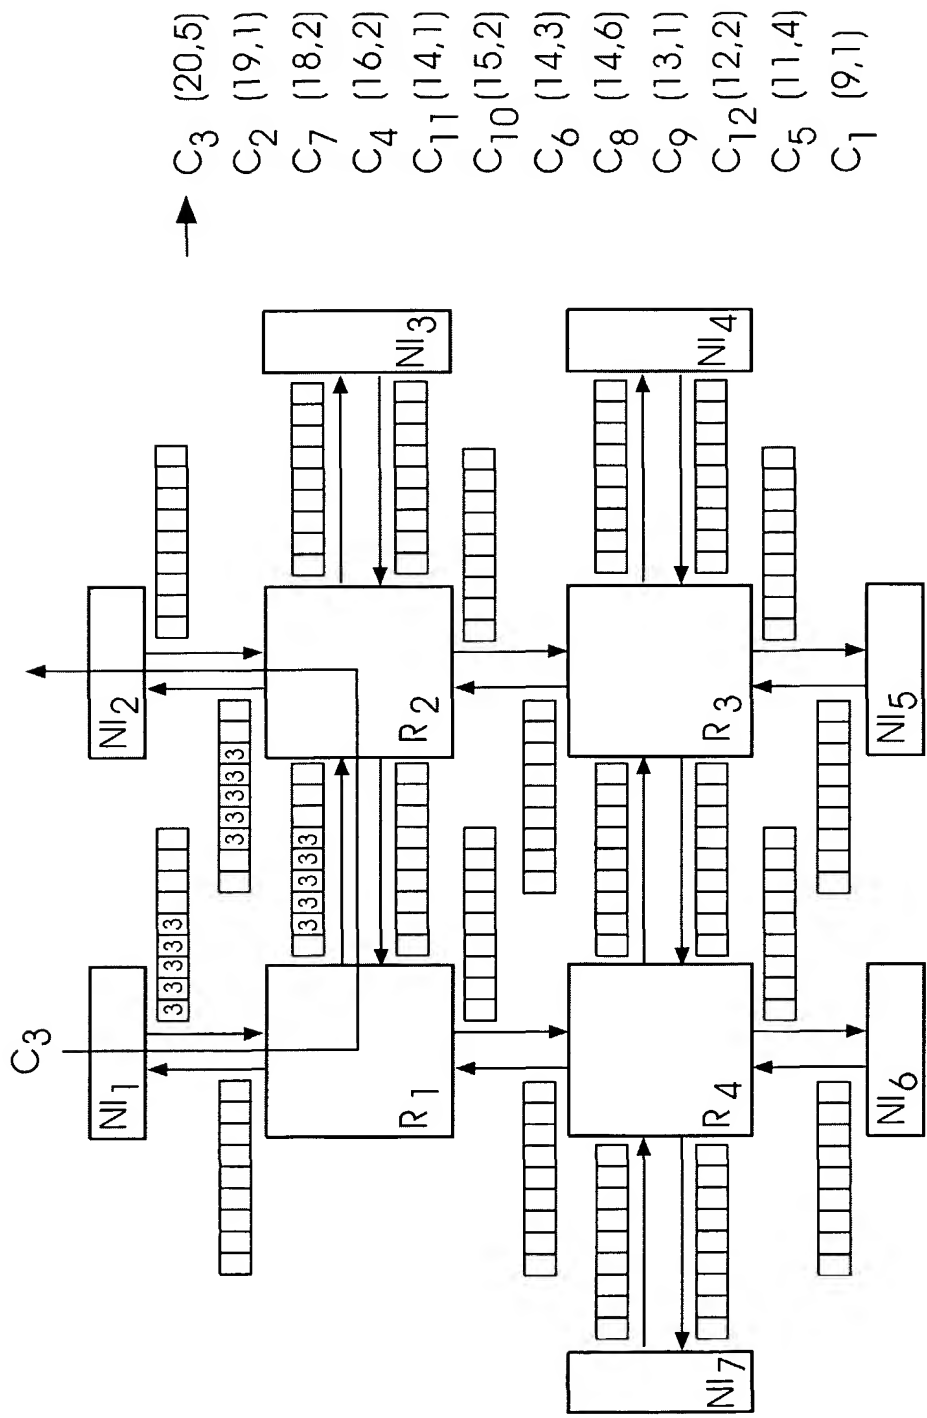 C3
NI1
NI2
3 3 3 3 3
3 3 3 3 3
3 3 3 3 3
R1
R2
NI3
NI7
R4
R3
NI4
NI6
NI5
C3 (20,5)
C2 (19,1)
C7 (18,2)
C4 (16,2)
C11 (14,1)
C10 (15,2)
C6 (14,3)
C8 (14,6)
C9 (13,1)
C12 (12,2)
C5 (11,4)
C1 (9,1)